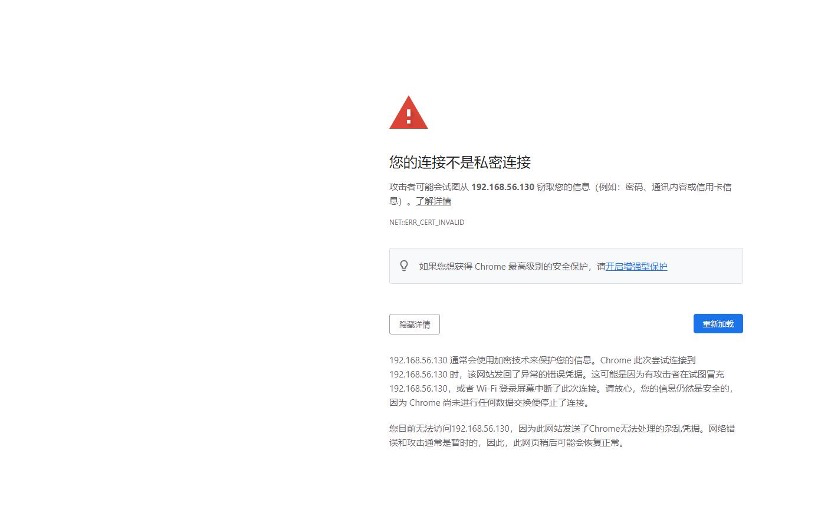 您的连接不是私密连接
攻击者可能会试图从 192.168.56.130 窃取您的信息（例如：密码、通讯内容或信用卡信
息）。了解详情
NET::ERR_CERT_INVALID
如果您想获得 Chrome 最高级别的安全保护，请开启增强型保护
隐藏详情
重新加载
192.168.56.130 通常会使用加密技术来保护您的信息。Chrome 此次尝试连接到
192.168.56.130 时，该网站发回了异常的错误凭据。这可能是因为有攻击者在试图冒充
192.168.56.130，或者 Wi-Fi 登录屏幕中断了此次连接。请放心，您的信息仍然是安全的，
因为 Chrome 尚未进行任何数据交换便停止了连接。
您目前无法访问192.168.56.130，因为此网站发送了Chrome无法处理的杂乱凭据。网络错
误和攻击通常是暂时的，因此，此网页稍后可能会恢复正常。